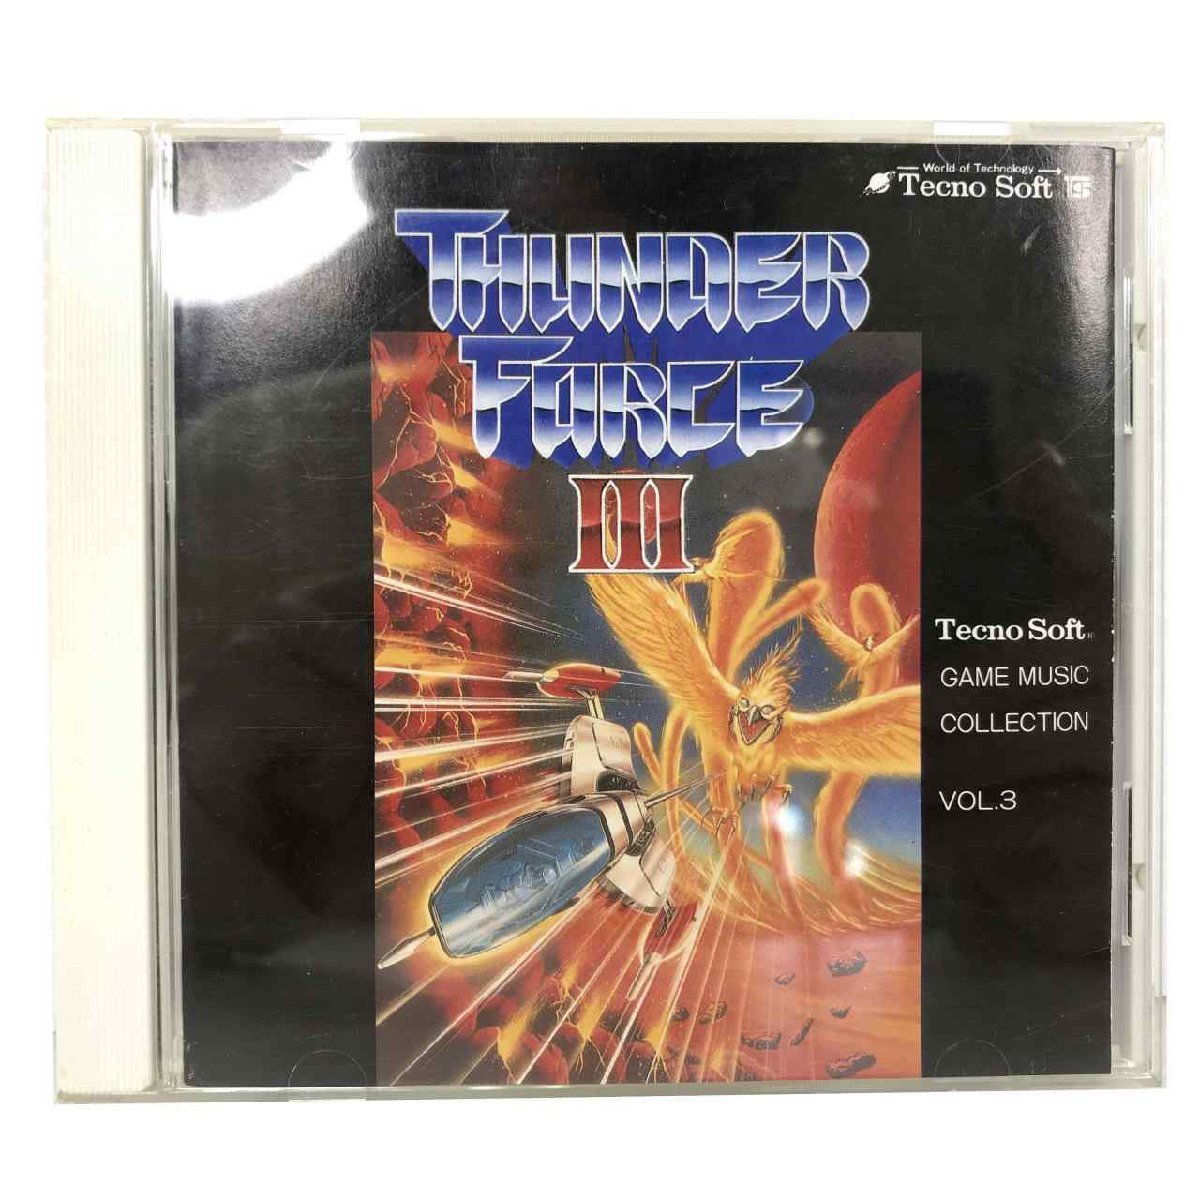 World of Technology
Tecno Soft
THUNDER
FORCE
III
Tecno Soft
GAME MUSIC
COLLECTION
VOL.3